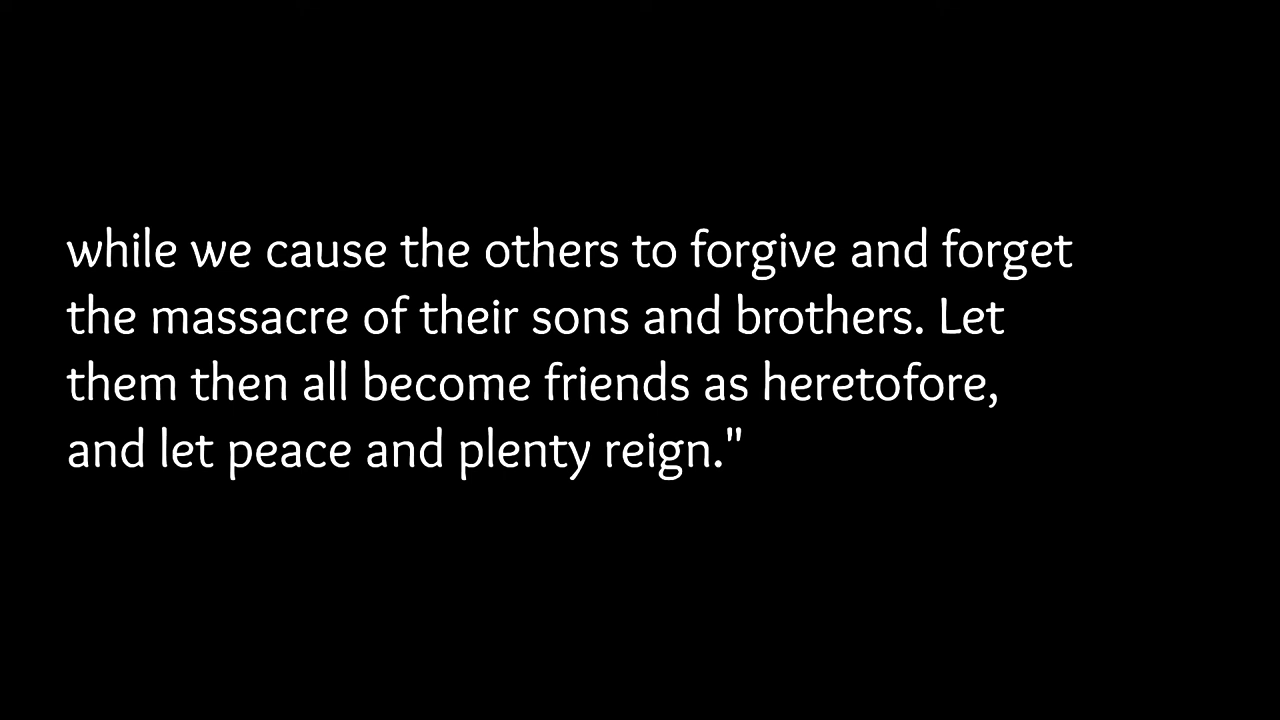 while we cause the others to forgive and forget
the massacre of their sons and brothers. Let
them then all become friends as heretofore,
and let peace and plenty reign."